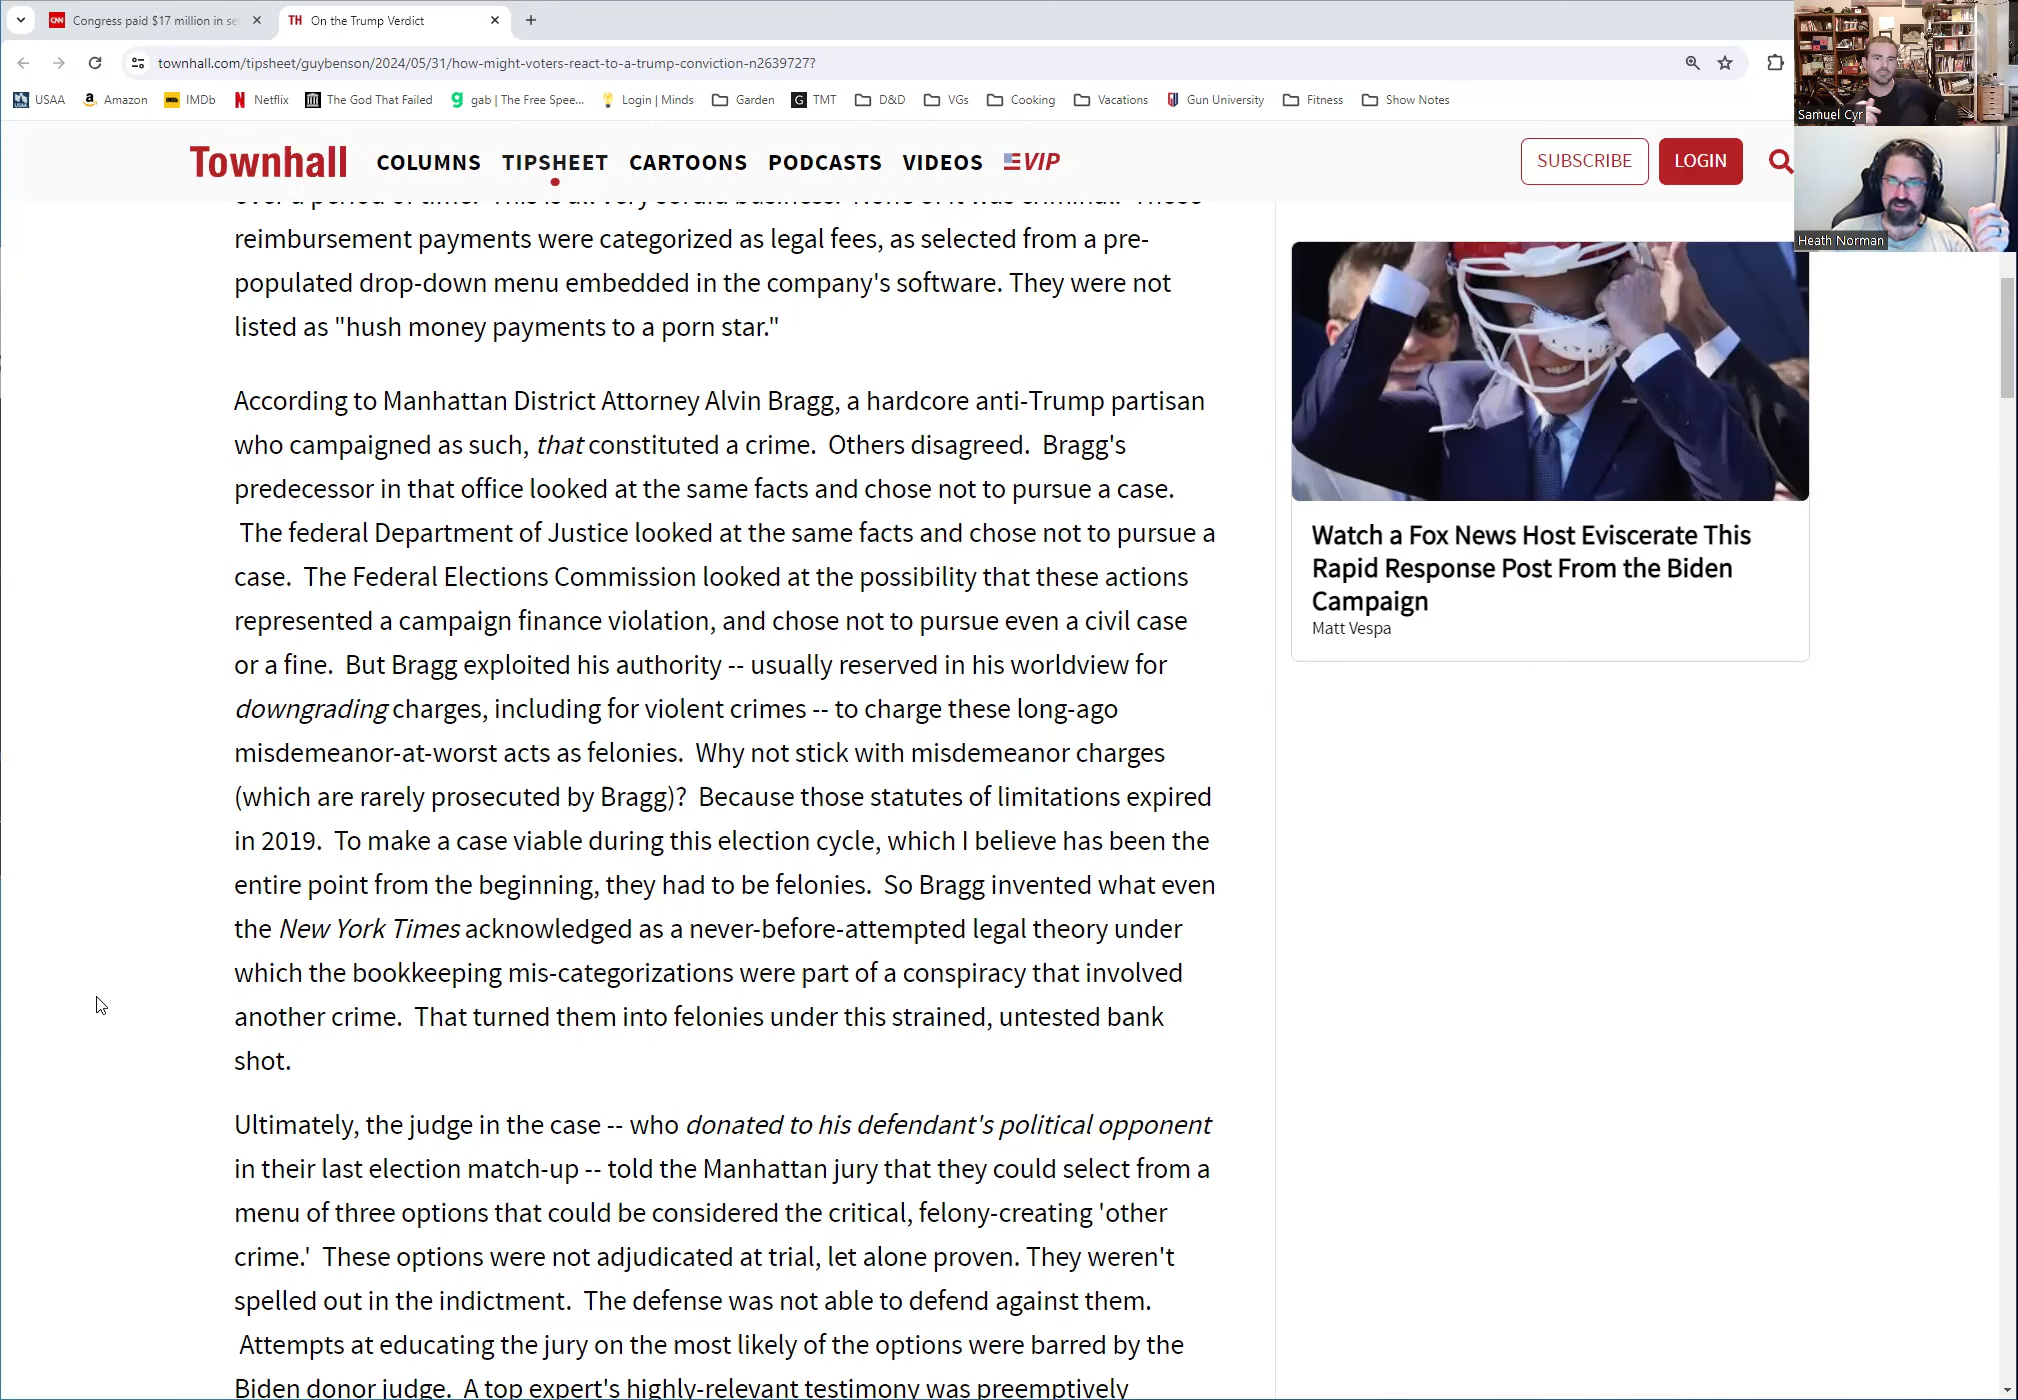 Congress paid $17 million in se
On the Trump Verdict
townhall.com/tipsheet/guybenson/2024/05/31/how-might-voters-react-to-a-trump-conviction-n2639727?
USAA Amazon IMDb Netflix The God That Failed gab | The Free Spee... Login | Minds Garden TMT D&D VGs Cooking Vacations Gun University Fitness Show Notes
Samuel Cyr
Heath Norman
Townhall COLUMNS TIPSHEET CARTOONS PODCASTS VIDEOS VIP SUBSCRIBE LOGIN
over a period of time. This is all very sordid business. None of it was criminal. Those
reimbursement payments were categorized as legal fees, as selected from a pre-
populated drop-down menu embedded in the company's software. They were not
listed as "hush money payments to a porn star."
According to Manhattan District Attorney Alvin Bragg, a hardcore anti-Trump partisan
who campaigned as such, that constituted a crime. Others disagreed. Bragg's
predecessor in that office looked at the same facts and chose not to pursue a case.
The federal Department of Justice looked at the same facts and chose not to pursue a
case. The Federal Elections Commission looked at the possibility that these actions
represented a campaign finance violation, and chose not to pursue even a civil case
or a fine. But Bragg exploited his authority -- usually reserved in his worldview for
downgrading charges, including for violent crimes -- to charge these long-ago
misdemeanor-at-worst acts as felonies. Why not stick with misdemeanor charges
(which are rarely prosecuted by Bragg)? Because those statutes of limitations expired
in 2019. To make a case viable during this election cycle, which I believe has been the
entire point from the beginning, they had to be felonies. So Bragg invented what even
the New York Times acknowledged as a never-before-attempted legal theory under
which the bookkeeping mis-categorizations were part of a conspiracy that involved
another crime. That turned them into felonies under this strained, untested bank
shot.
Ultimately, the judge in the case -- who donated to his defendant's political opponent
in their last election match-up -- told the Manhattan jury that they could select from a
menu of three options that could be considered the critical, felony-creating 'other
crime.' These options were not adjudicated at trial, let alone proven. They weren't
spelled out in the indictment. The defense was not able to defend against them.
Attempts at educating the jury on the most likely of the options were barred by the
Biden donor judge. A top expert's highly-relevant testimony was preemptively
Watch a Fox News Host Eviscerate This
Rapid Response Post From the Biden
Campaign
Matt Vespa